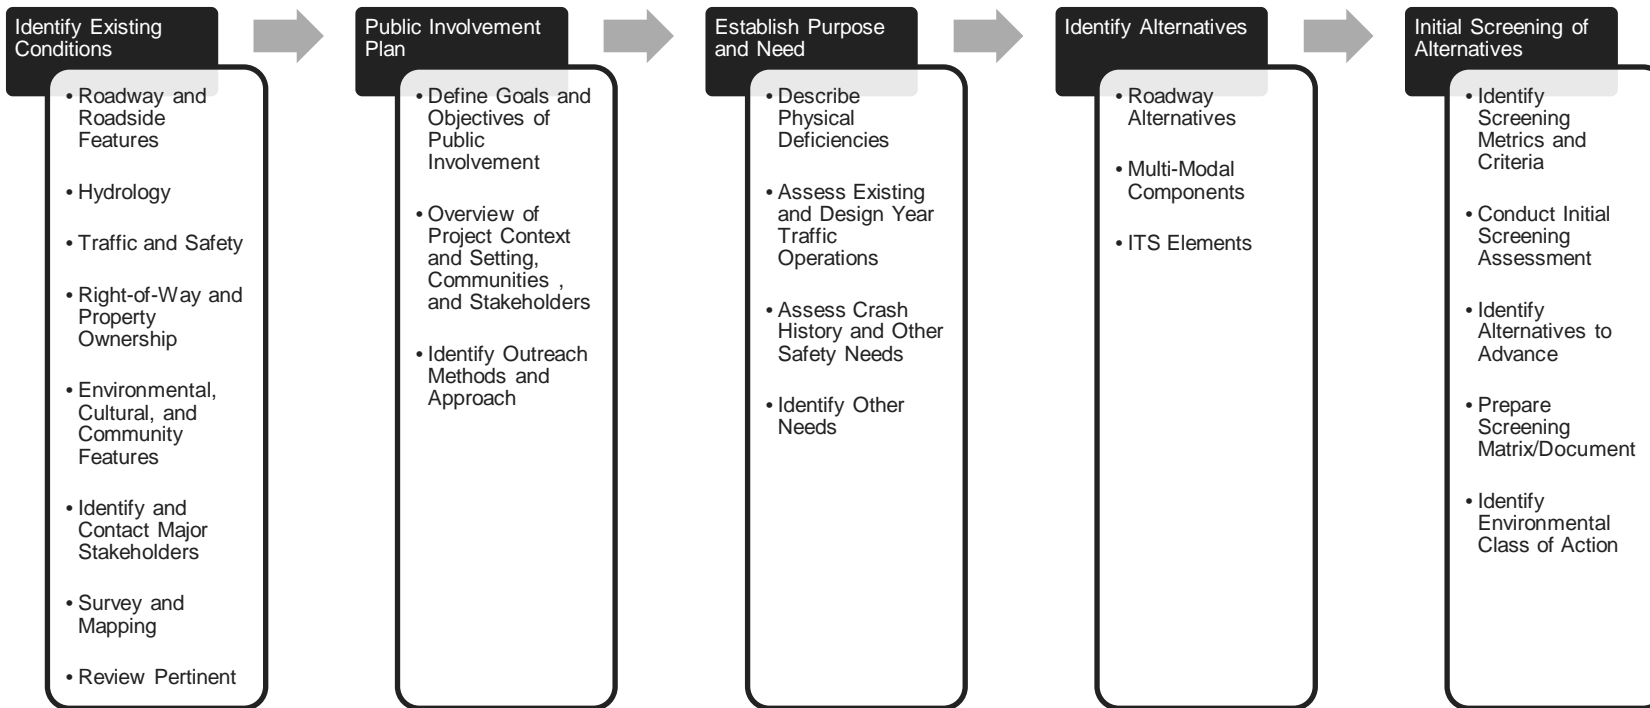 Identify Existing
Conditions
• Roadway and
Roadside
Features
• Hydrology
• Traffic and Safety
• Right-of-Way and
Property
Ownership
• Environmental,
Cultural, and
Community
Features
• Identify and
Contact Major
Stakeholders
• Survey and
Mapping
• Review Pertinent
Public Involvement
Plan
• Define Goals and
Objectives of
Public
Involvement
• Overview of
Project Context
and Setting,
Communities ,
and Stakeholders
• Identify Outreach
Methods and
Approach
Establish Purpose
and Need
• Describe
Physical
Deficiencies
• Assess Existing
and Design Year
Traffic
Operations
• Assess Crash
History and Other
Safety Needs
• Identify Other
Needs
Identify Alternatives
• Roadway
Alternatives
• Multi-Modal
Components
• ITS Elements
Initial Screening of
Alternatives
• Identify
Screening
Metrics and
Criteria
• Conduct Initial
Screening
Assessment
• Identify
Alternatives to
Advance
• Prepare
Screening
Matrix/Document
• Identify
Environmental
Class of Action